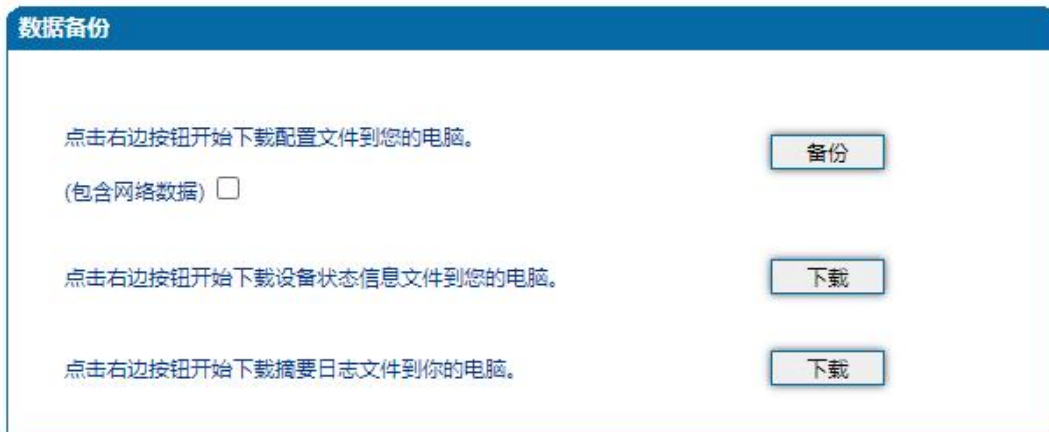 数据备份
点击右边按钮开始下载配置文件到您的电脑。
备份
(包含网络数据)
点击右边按钮开始下载设备状态信息文件到您的电脑。
下载
点击右边按钮开始下载摘要日志文件到你的电脑。
下载